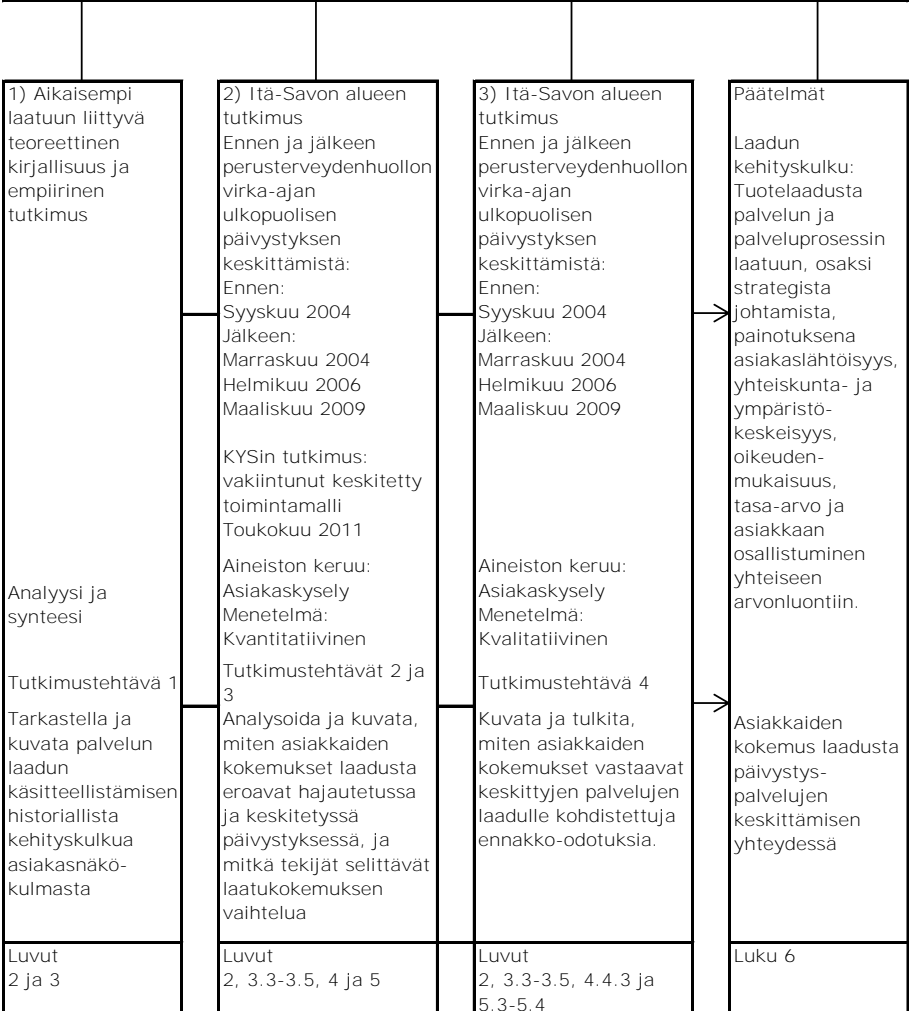 1) Aikaisempi
laatuun liittyvä
teoreettinen
kirjallisuus ja
empiirinen
tutkimus
Analyysi ja
synteesi
Tutkimustehtävä 1
Tarkastella ja
kuvata palvelun
laadun
käsitteellistämisen
historiallista
kehityskulkua
asiakasnäkö-
kulmasta
Luvut
2 ja 3
2) Itä-Savon alueen
tutkimus
Ennen ja jälkeen
perusterveydenhuollon
virka-ajan
ulkopuolisen
päivystyksen
keskittämistä:
Ennen:
Syyskuu 2004
Jälkeen:
Marraskuu 2004
Helmikuu 2006
Maaliskuu 2009
KYSin tutkimus:
vakiintunut keskitetty
toimintamalli
Toukokuu 2011
Aineiston keruu:
Asiakaskysely
Menetelmä:
Kvantitatiivinen
Tutkimustehtävät 2 ja
3
Analysoida ja kuvata,
miten asiakkaiden
kokemukset laadusta
eroavat hajautetussa
ja keskitetyssä
päivystyksessä, ja
mitkä tekijät selittävät
laatukokemuksen
vaihtelua
Luvut
2, 3.3-3.5, 4 ja 5
3) Itä-Savon alueen
tutkimus
Ennen ja jälkeen
perusterveydenhuollon
virka-ajan
ulkopuolisen
päivystyksen
keskittämistä:
Ennen:
Syyskuu 2004
Jälkeen:
Marraskuu 2004
Helmikuu 2006
Maaliskuu 2009
Aineiston keruu:
Asiakaskysely
Menetelmä:
Kvalitatiivinen
Tutkimustehtävä 4
Kuvata ja tulkita,
miten asiakkaiden
kokemukset vastaavat
keskittyjen palvelujen
laadulle kohdistettuja
ennakko-odotuksia.
Luvut
2, 3.3-3.5, 4.4.3 ja
5.3-5.4
Päätelmät
Laadun
kehityskulku:
Tuotelaadusta
palvelun ja
palveluprosessin
laatuun, osaksi
strategista
johtamista,
painotuksena
asiakaslähtöisyys,
yhteiskunta- ja
ympäristö-
keskeisyys,
oikeuden-
mukaisuus,
tasa-arvo ja
asiakkaan
osallistuminen
yhteiseen
arvonluontiin.
Asiakkaiden
kokemus laadusta
päivystys-
palvelujen
keskittämisen
yhteydessä
Luku 6